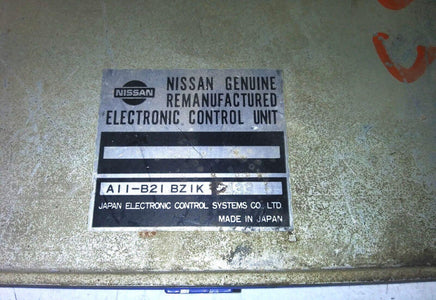 NISSAN
NISSAN GENUINE
REMANUFACTURED
ELECTRONIC CONTROL UNIT
A11-B21 BZ1K
JAPAN ELECTRONIC CONTROL SYSTEMS CO., LTD.
MADE IN JAPAN